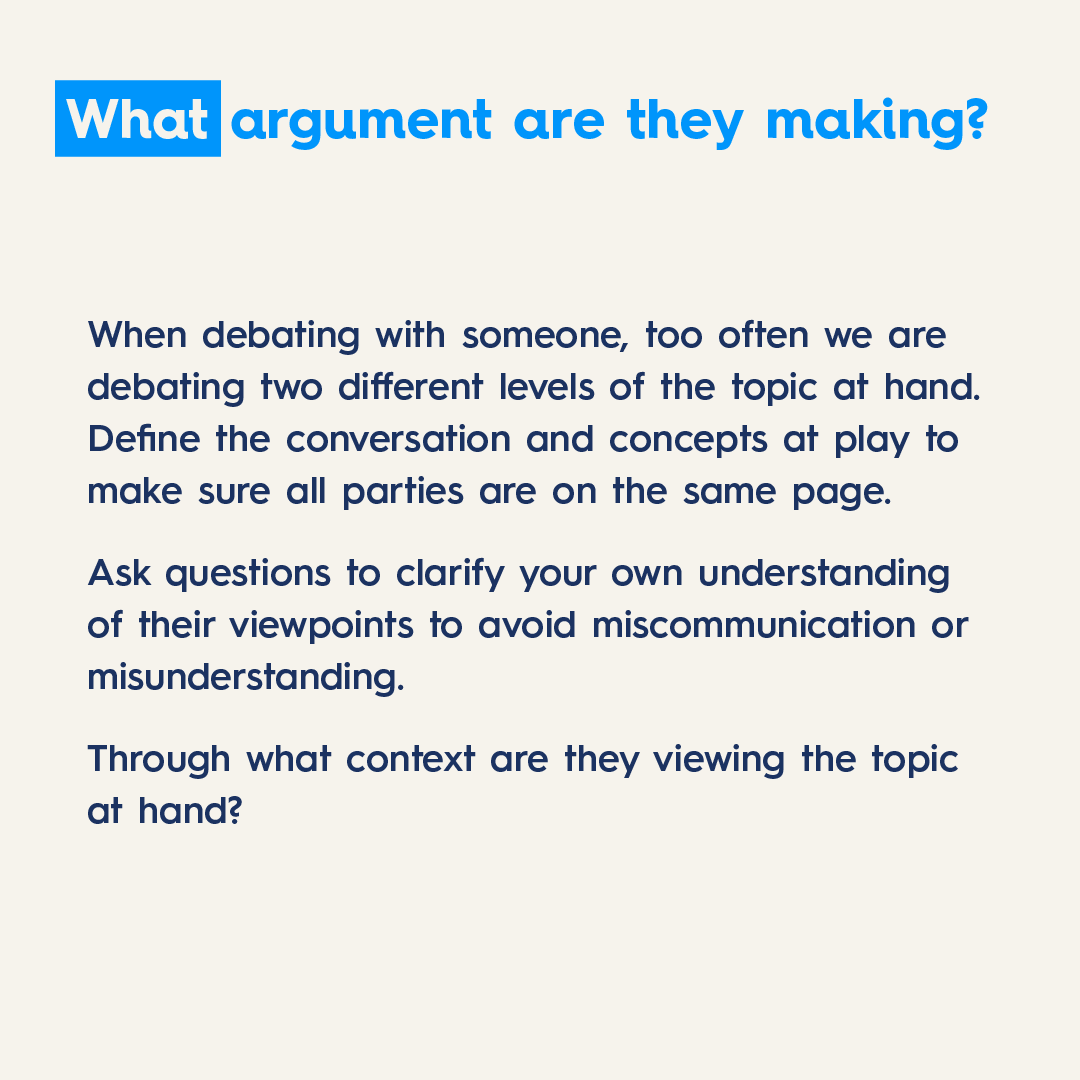 What argument are they making?
When debating with someone, too often we are
debating two different levels of the topic at hand.
Define the conversation and concepts at play to
make sure all parties are on the same page.
Ask questions to clarify your own understanding
of their viewpoints to avoid miscommunication or
misunderstanding.
Through what context are they viewing the topic
at hand?